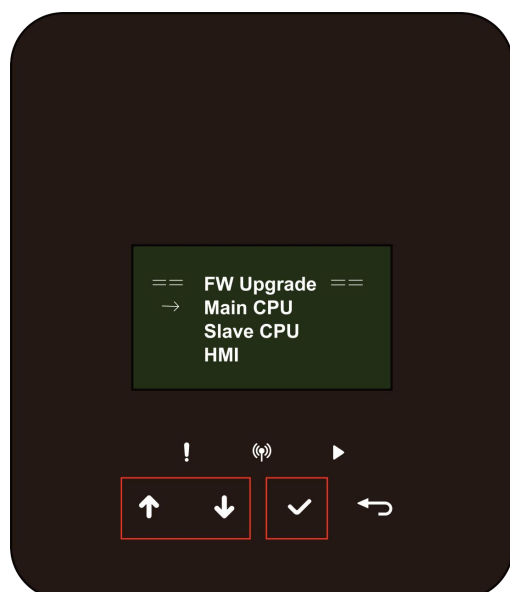 == FW Upgrade ==
→ Main CPU
Slave CPU
HMI